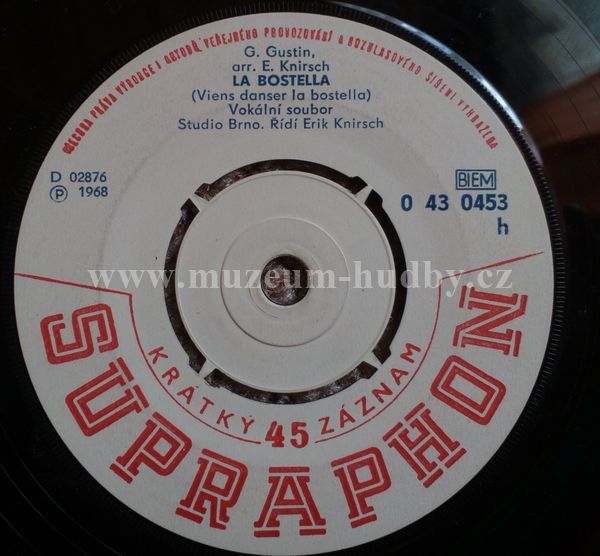 VŠECHNA PRÁVA VÝROBCE I AUTORŮ, VEŘEJNÉHO PROVOZOVÁNÍ A ROZHLASOVÉHO ŠÍŘENÍ VYHRAZENA
G. Gustin,
arr. E. Knirsch
LA BOSTELLA
(Viens danser la bostella)
Vokální soubor
Studio Brno. Řídí Erik Knirsch
D 02876
Ⓟ 1968
BIEM
0 43 0453
h
www.muzeum-hudby.cz
KRÁTKÝ 45 ZÁZNAM
SUPRAPHON